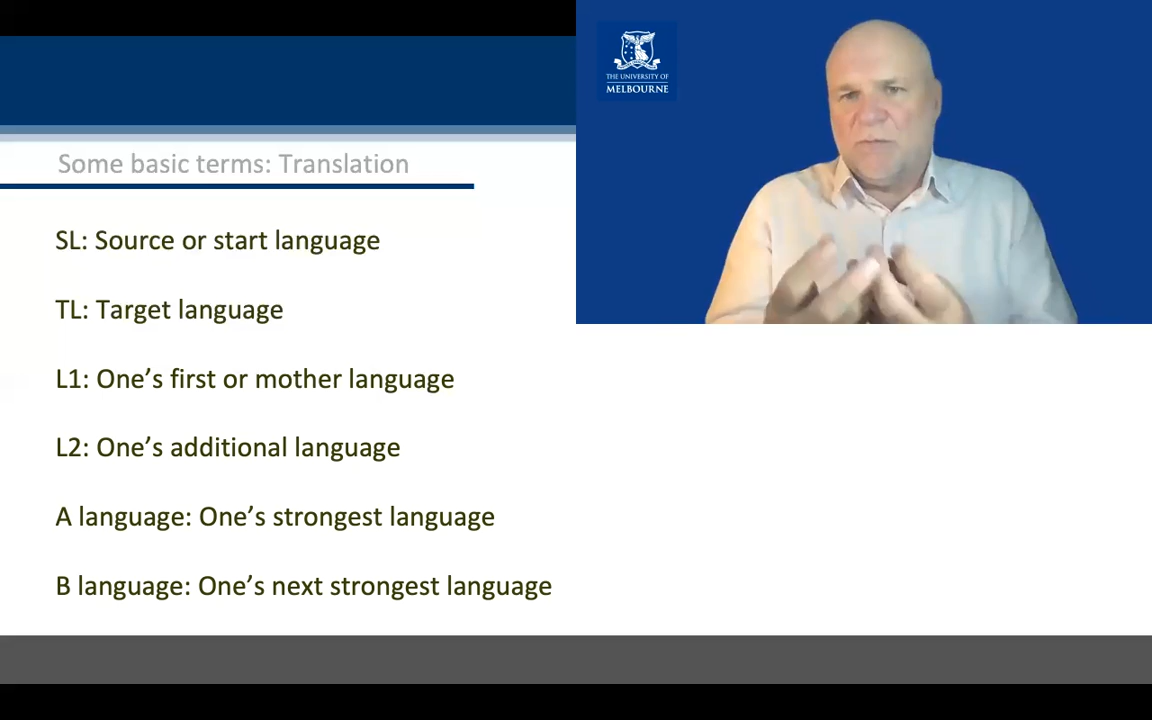 THE UNIVERSITY OF
MELBOURNE
Some basic terms: Translation
SL: Source or start language
TL: Target language
L1: One’s first or mother language
L2: One’s additional language
A language: One’s strongest language
B language: One’s next strongest language